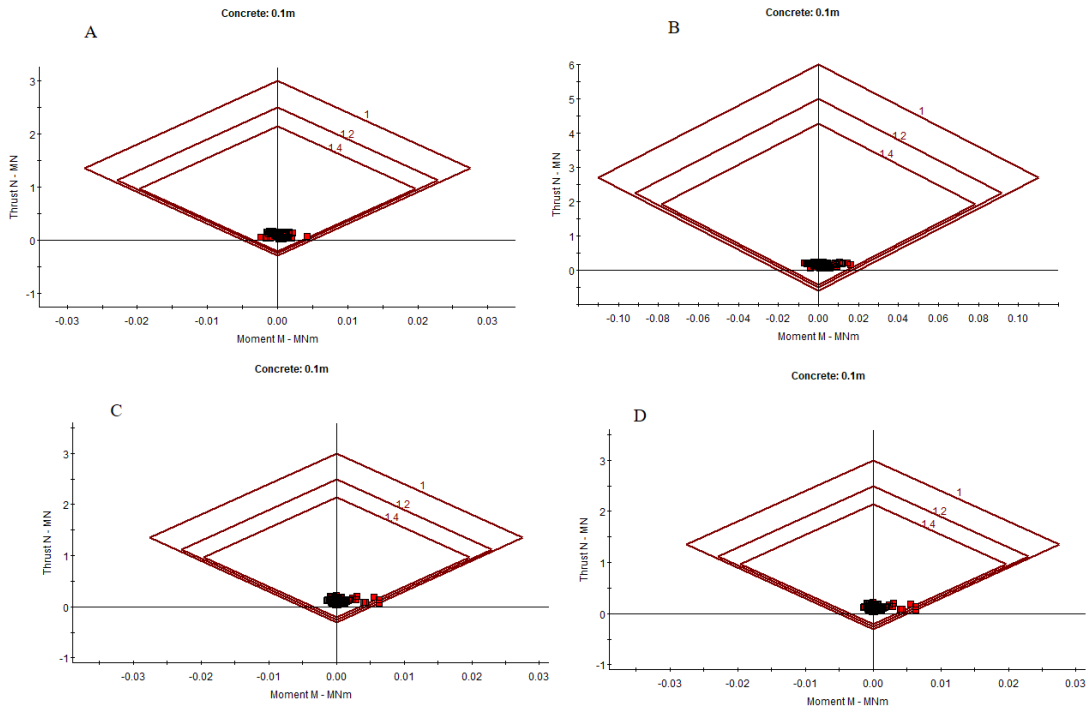 Concrete: 0.1m
A
3
2
1
0
-1
1
1.2
1.4
Thrust N - MN
-0.03 -0.02 -0.01 0.00 0.01 0.02 0.03
Moment M - MNm
Concrete: 0.1m
B
6
5
4
3
2
1
0
1
1.2
1.4
Thrust N - MN
-0.10 -0.08 -0.06 -0.04 -0.02 0.00 0.02 0.04 0.06 0.08 0.10
Moment M - MNm
Concrete: 0.1m
C
3
2
1
0
-1
1
1.2
1.4
Thrust N - MN
-0.03 -0.02 -0.01 0.00 0.01 0.02 0.03
Moment M - MNm
Concrete: 0.1m
D
3
2
1
0
-1
1
1.2
1.4
Thrust N - MN
-0.03 -0.02 -0.01 0.00 0.01 0.02 0.03
Moment M - MNm